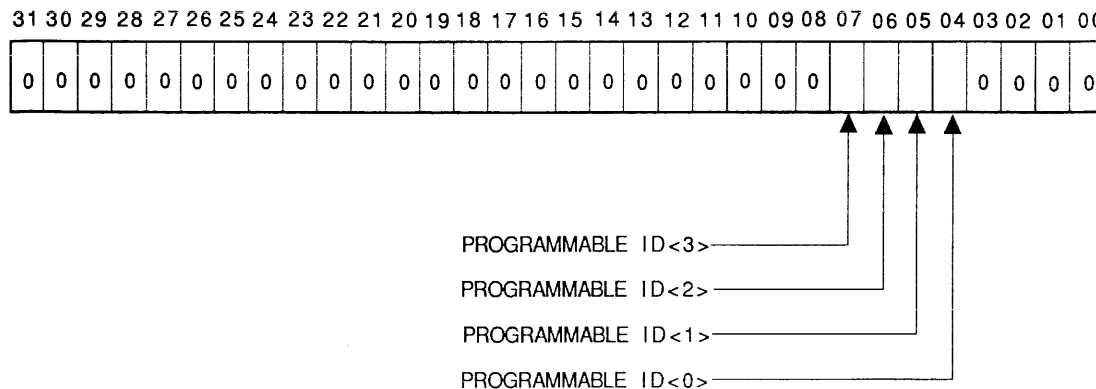 31 30 29 28 27 26 25 24 23 22 21 20 19 18 17 16 15 14 13 12 11 10 09 08 07 06 05 04 03 02 01 00
0 0 0 0 0 0 0 0 0 0 0 0 0 0 0 0 0 0 0 0 0 0 0 0 0 0 0 0
PROGRAMMABLE ID<3>
PROGRAMMABLE ID<2>
PROGRAMMABLE ID<1>
PROGRAMMABLE ID<0>